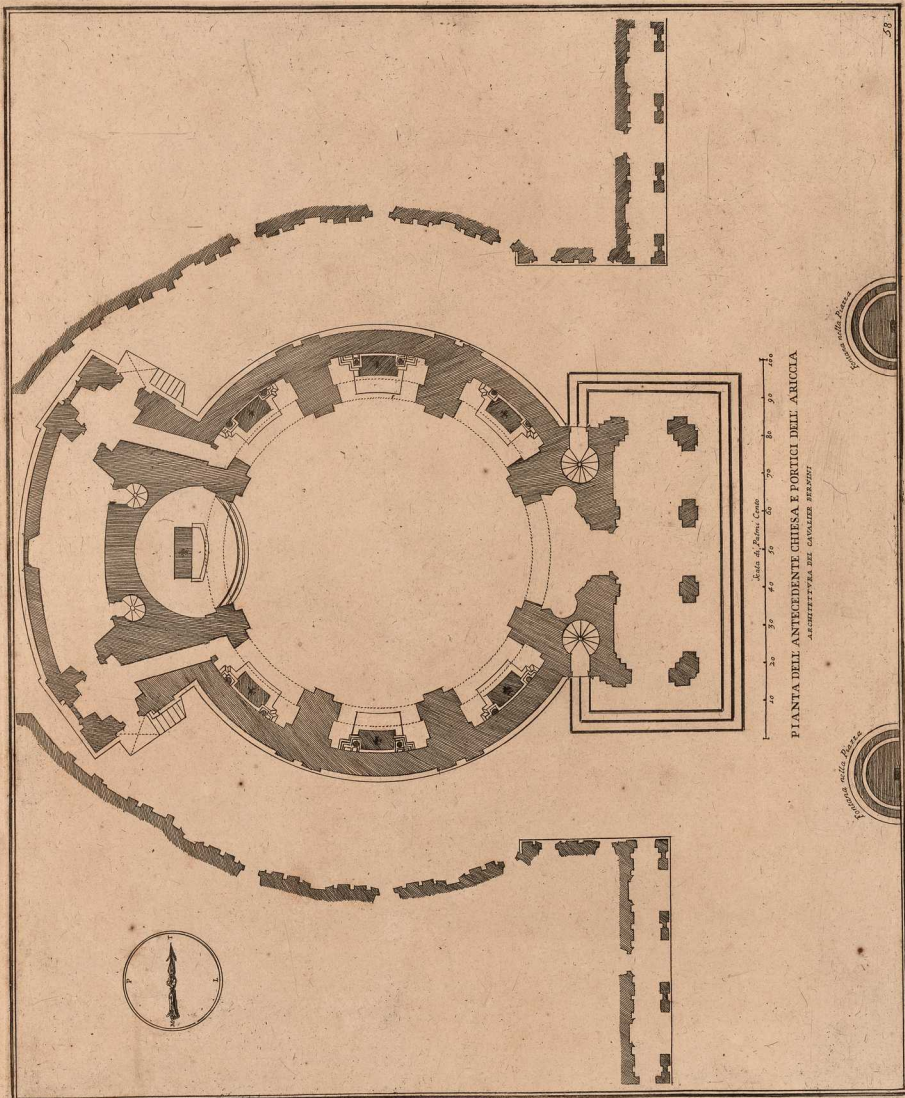 58
Fontana nella Piazza
Fontana nella Piazza
Scala di Palmi Cento
10 20 30 40 50 60 70 80 90 100
PIANTA DELL ANTECEDENTE CHIESA E PORTICI DELL ARICCIA
ARCHITETTVRA DEL CAVALIER BERNINI
T
P
L
M